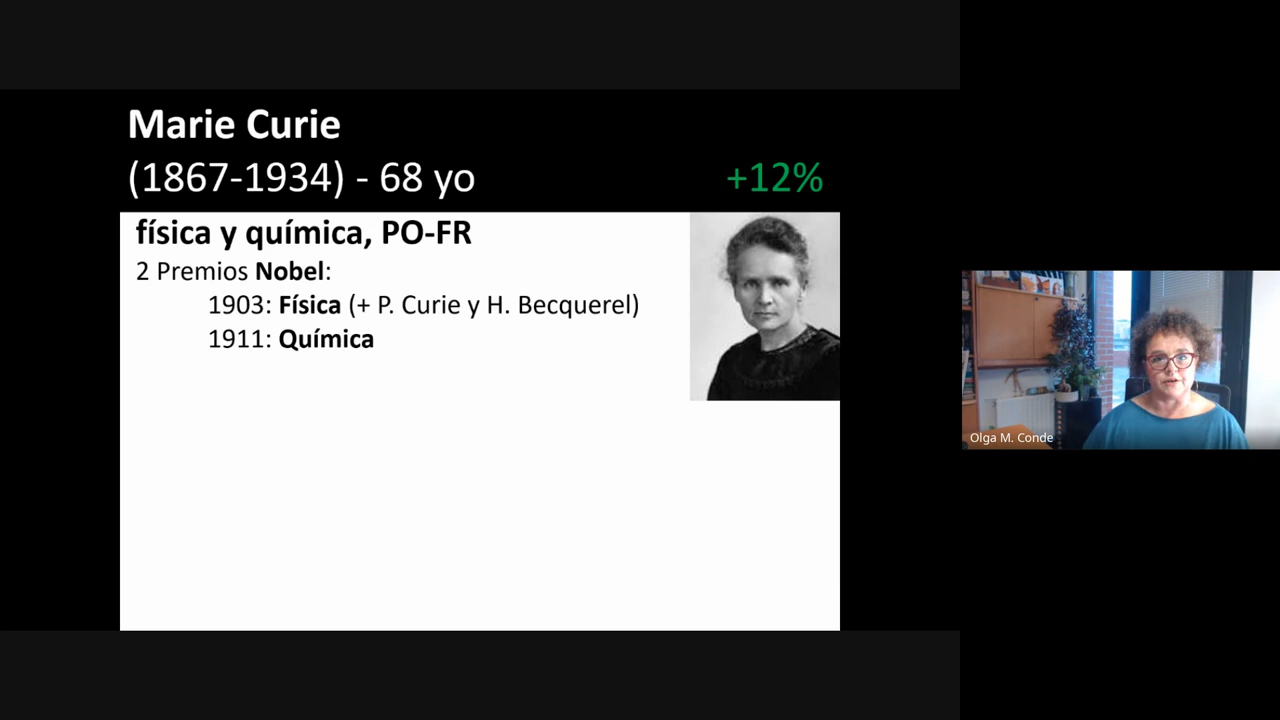 Marie Curie
(1867-1934) - 68 yo
+12%
física y química, PO-FR
2 Premios Nobel:
1903: Física (+ P. Curie y H. Becquerel)
1911: Química
Olga M. Conde